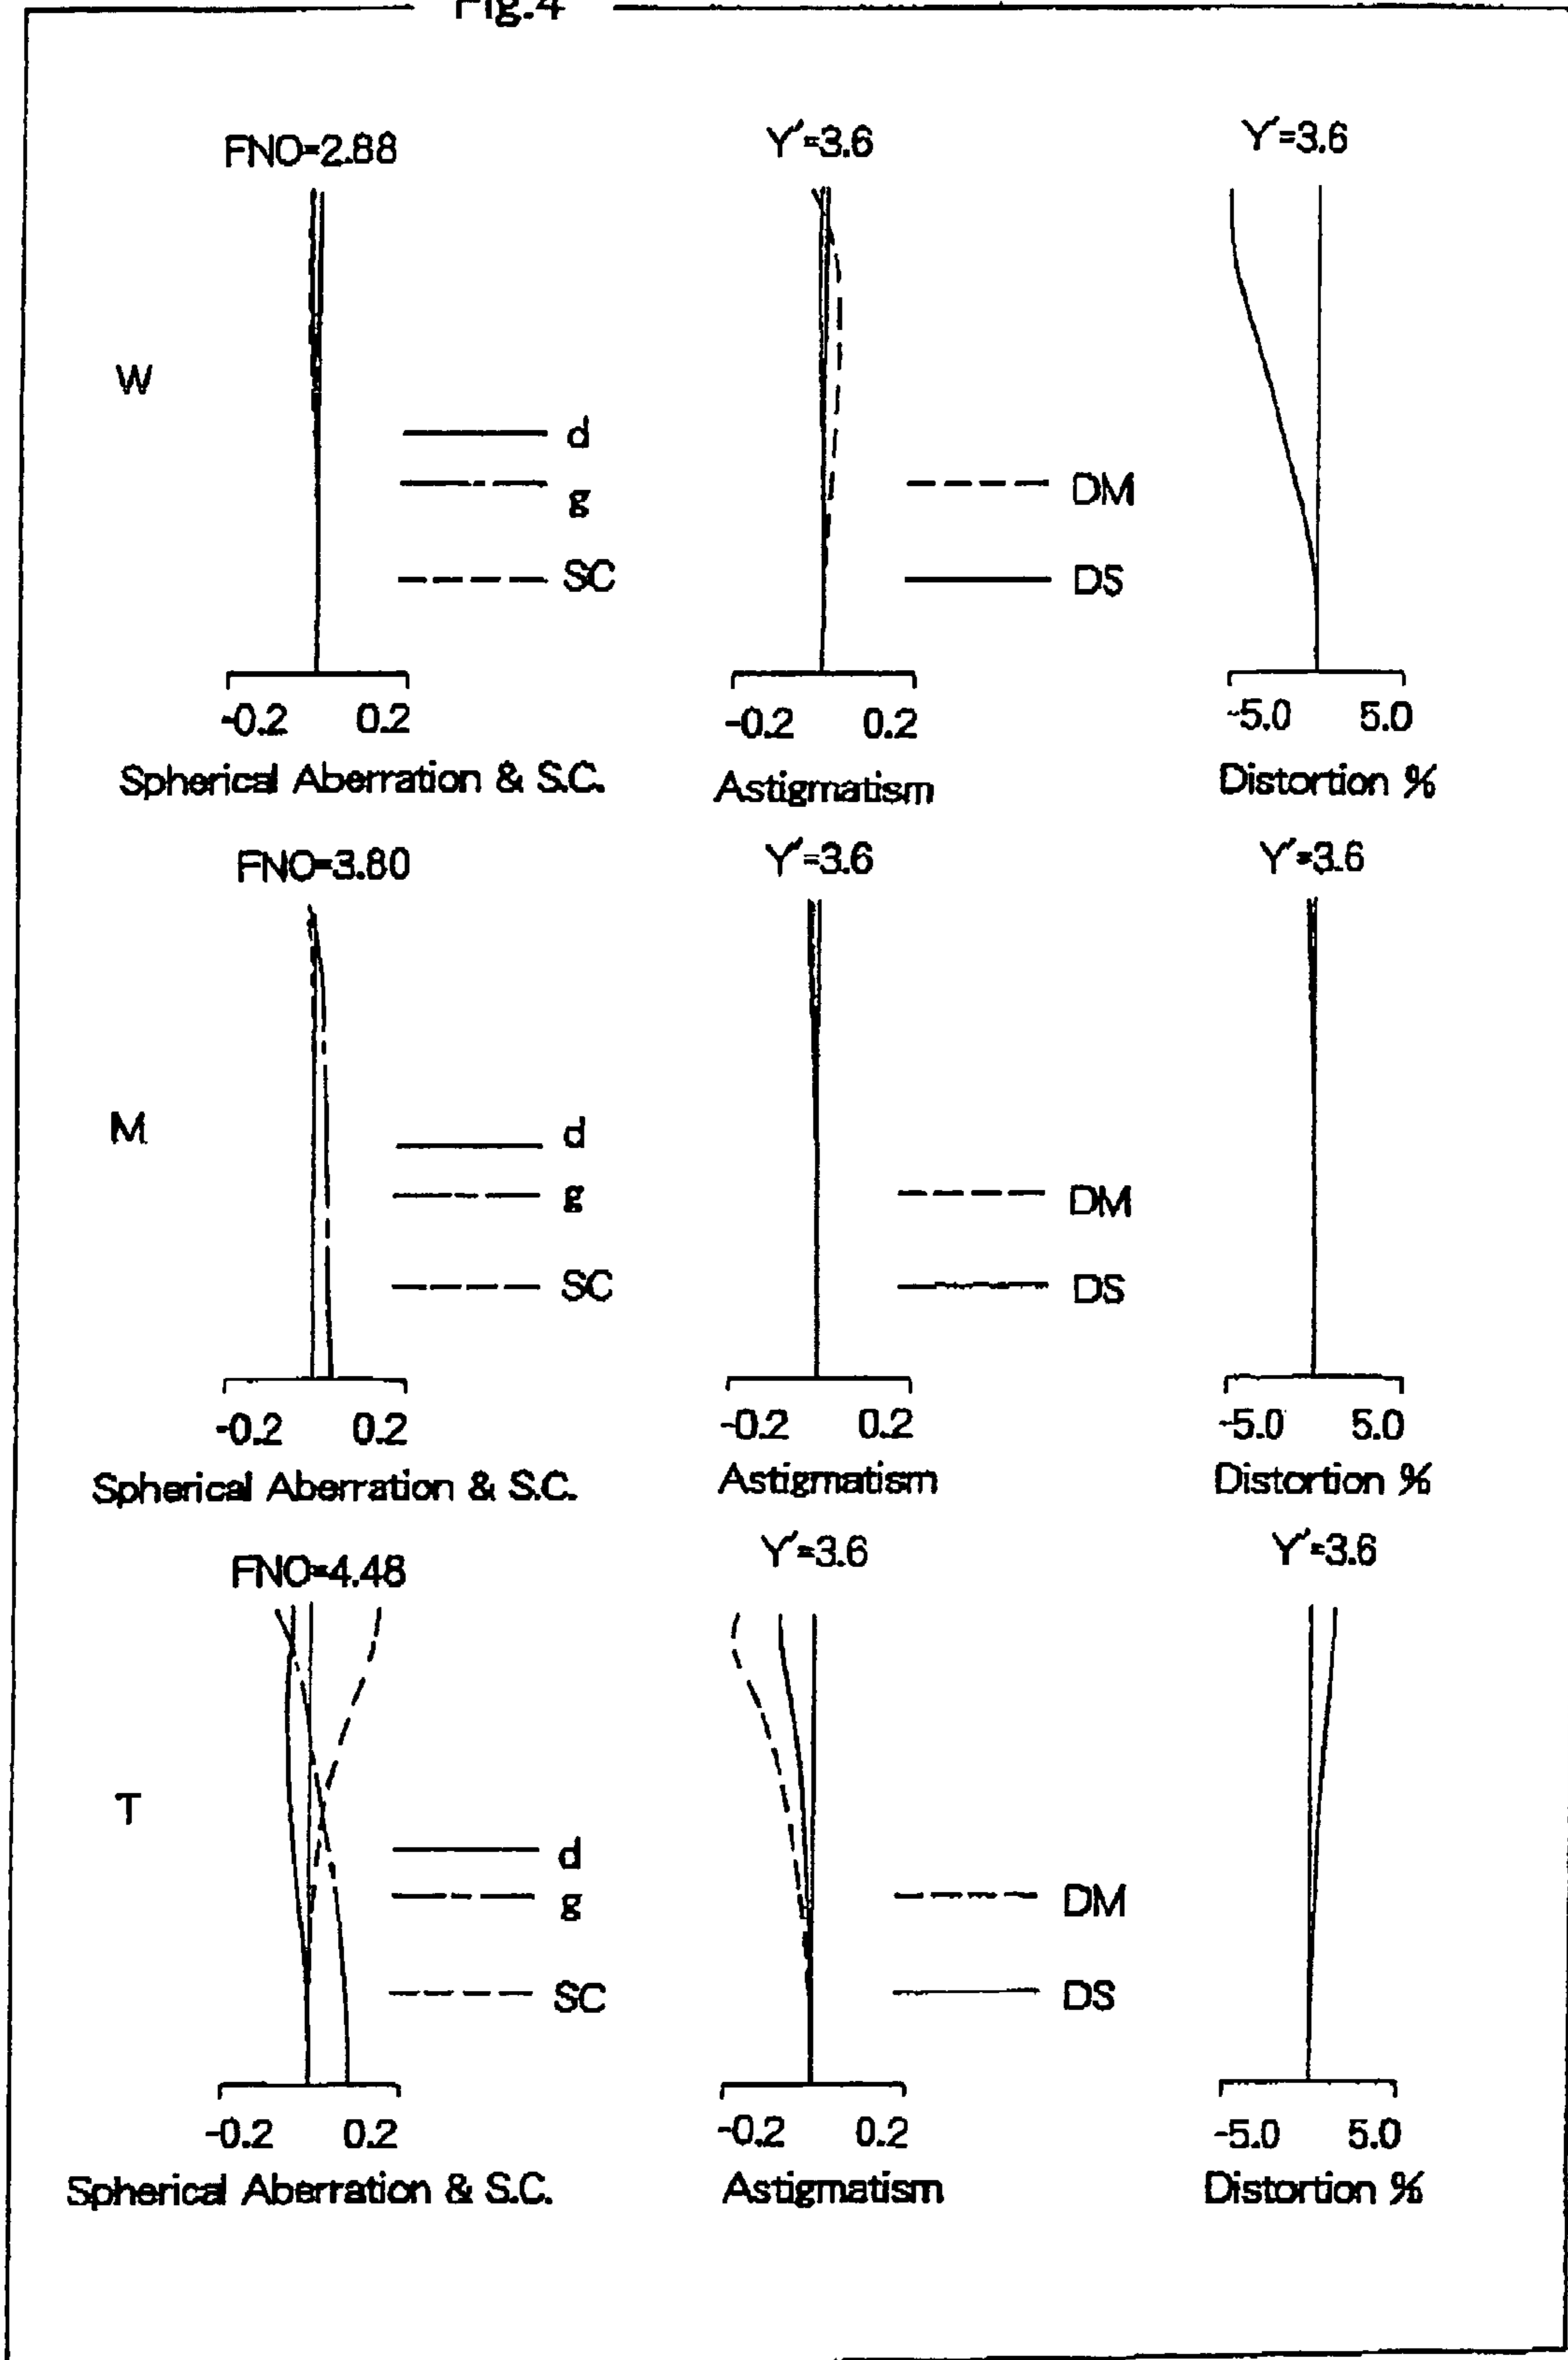 Fig.4
FNO=2.88 Y'=3.6 Y'=3.6
W
d
g
SC
DM
DS
-0.2 0.2 -0.2 0.2 -5.0 5.0
Spherical Aberration & S.C. Astigmatism Distortion %
FNO=3.80 Y'=3.6 Y'=3.6
M
d
g
SC
DM
DS
-0.2 0.2 -0.2 0.2 -5.0 5.0
Spherical Aberration & S.C. Astigmatism Distortion %
FNO=4.48 Y'=3.6 Y'=3.6
T
d
g
SC
DM
DS
-0.2 0.2 -0.2 0.2 -5.0 5.0
Spherical Aberration & S.C. Astigmatism Distortion %